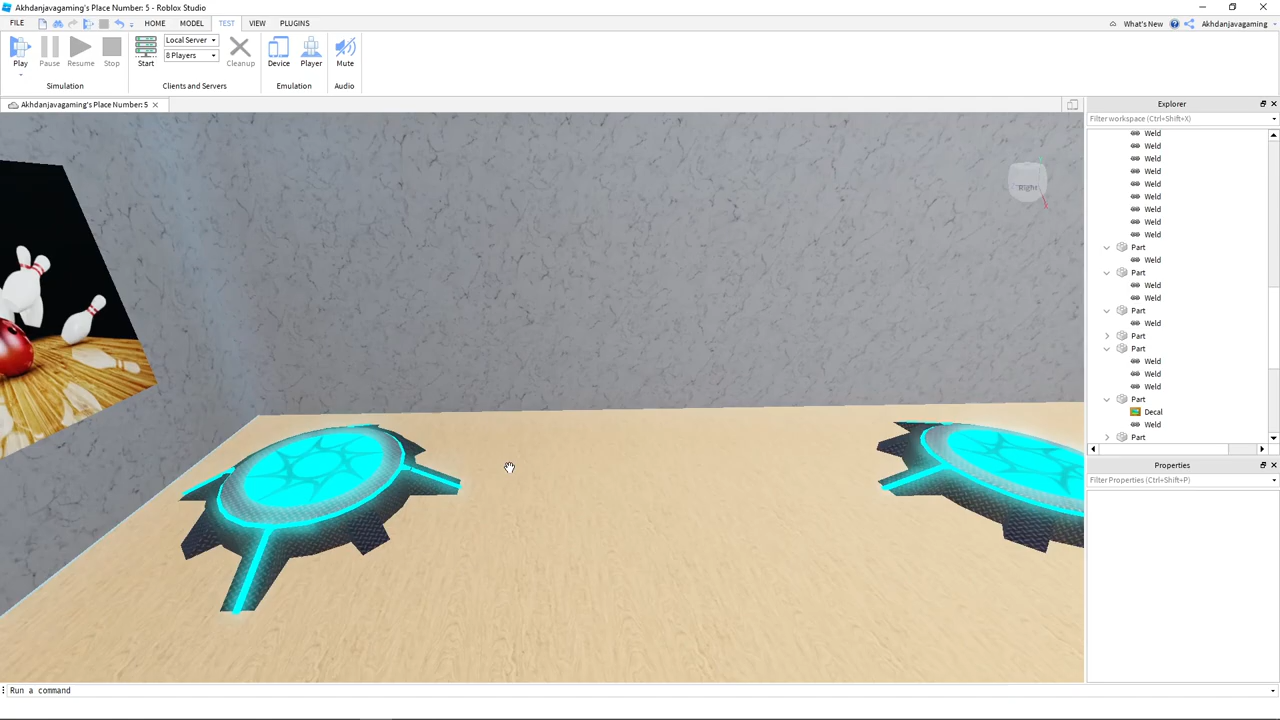 Akhdanjavagaming's Place Number: 5 - Roblox Studio
FILE HOME MODEL TEST VIEW PLUGINS What's New Akhdanjavagaming
Local Server
8 Players
Play Pause Resume Stop Start Cleanup Device Player Mute
Simulation Clients and Servers Emulation Audio
Akhdanjavagaming's Place Number: 5
Explorer
Filter workspace (Ctrl+Shift+X)
Weld
Weld
Weld
Weld
Weld
Weld
Weld
Weld
Weld
Part
Weld
Part
Weld
Weld
Part
Weld
Part
Part
Weld
Weld
Weld
Part
Decal
Weld
Part
Right
Properties
Filter Properties (Ctrl+Shift+P)
Run a command